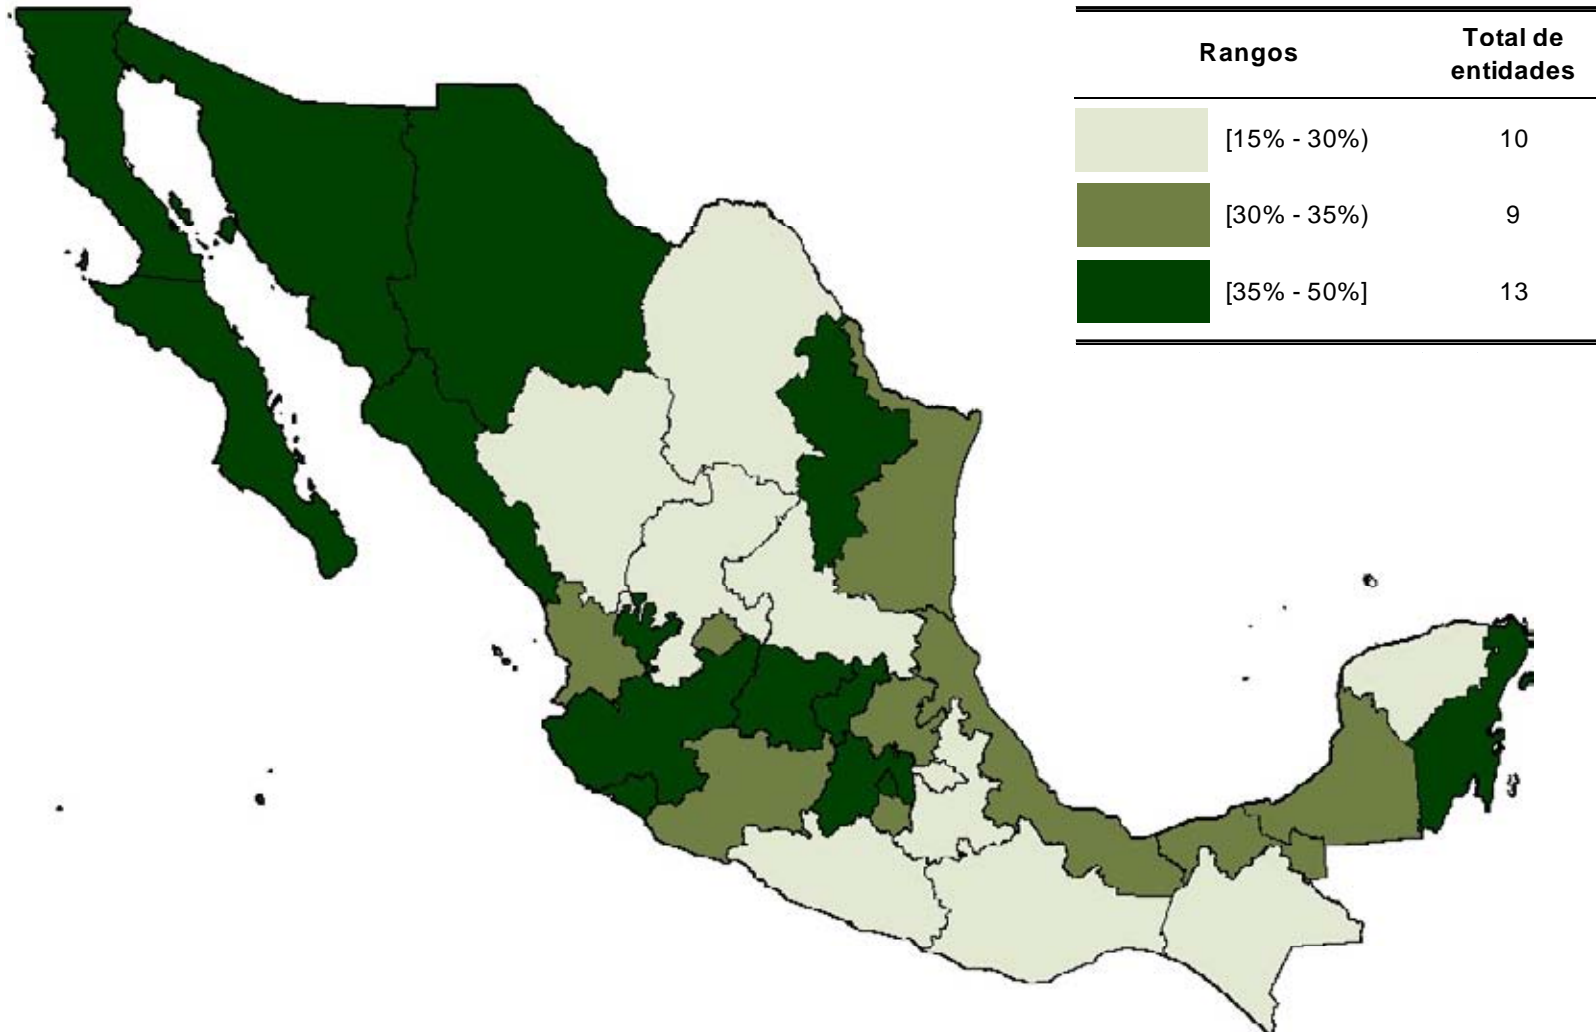 Rangos Total de entidades
[15% - 30%) 10
[30% - 35%) 9
[35% - 50%] 13